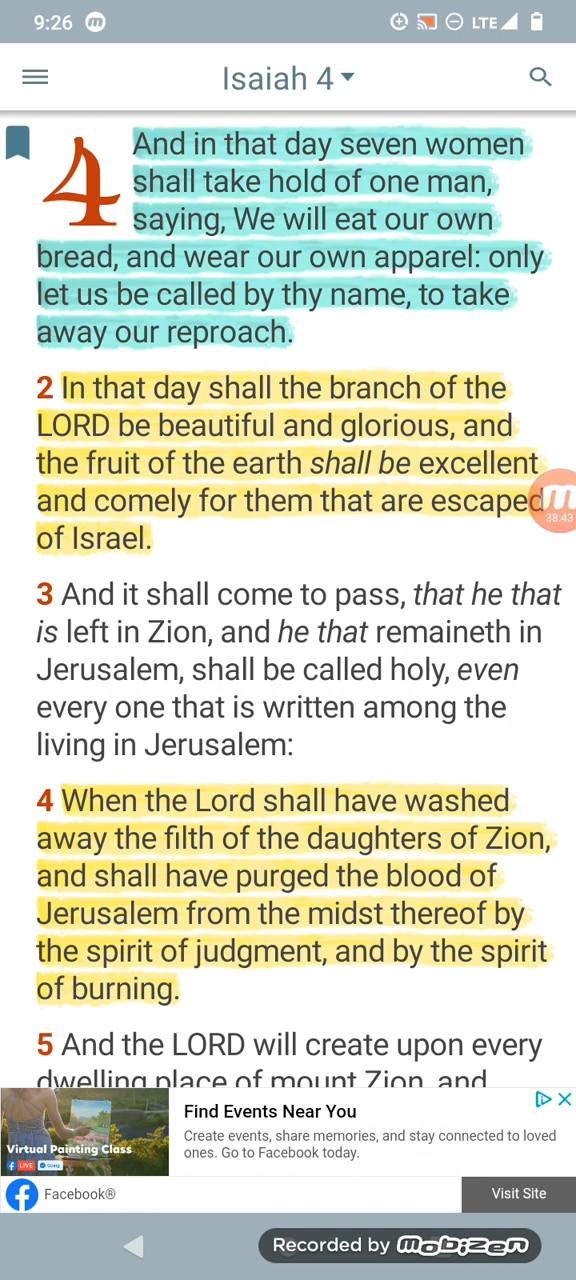 9:26 m LTE
Isaiah 4
4 And in that day seven women
shall take hold of one man,
saying, We will eat our own
bread, and wear our own apparel: only
let us be called by thy name, to take
away our reproach.
2 In that day shall the branch of the
LORD be beautiful and glorious, and
the fruit of the earth shall be excellent
and comely for them that are escaped
m
38:43
of Israel.
3 And it shall come to pass, that he that
is left in Zion, and he that remaineth in
Jerusalem, shall be called holy, even
every one that is written among the
living in Jerusalem:
4 When the Lord shall have washed
away the filth of the daughters of Zion,
and shall have purged the blood of
Jerusalem from the midst thereof by
the spirit of judgment, and by the spirit
of burning.
5 And the LORD will create upon every
dwelling place of mount Zion, and
Find Events Near You
Create events, share memories, and stay connected to loved
ones. Go to Facebook today.
Virtual Painting Class
LIVE Going
Facebook®
Visit Site
Recorded by mobizen